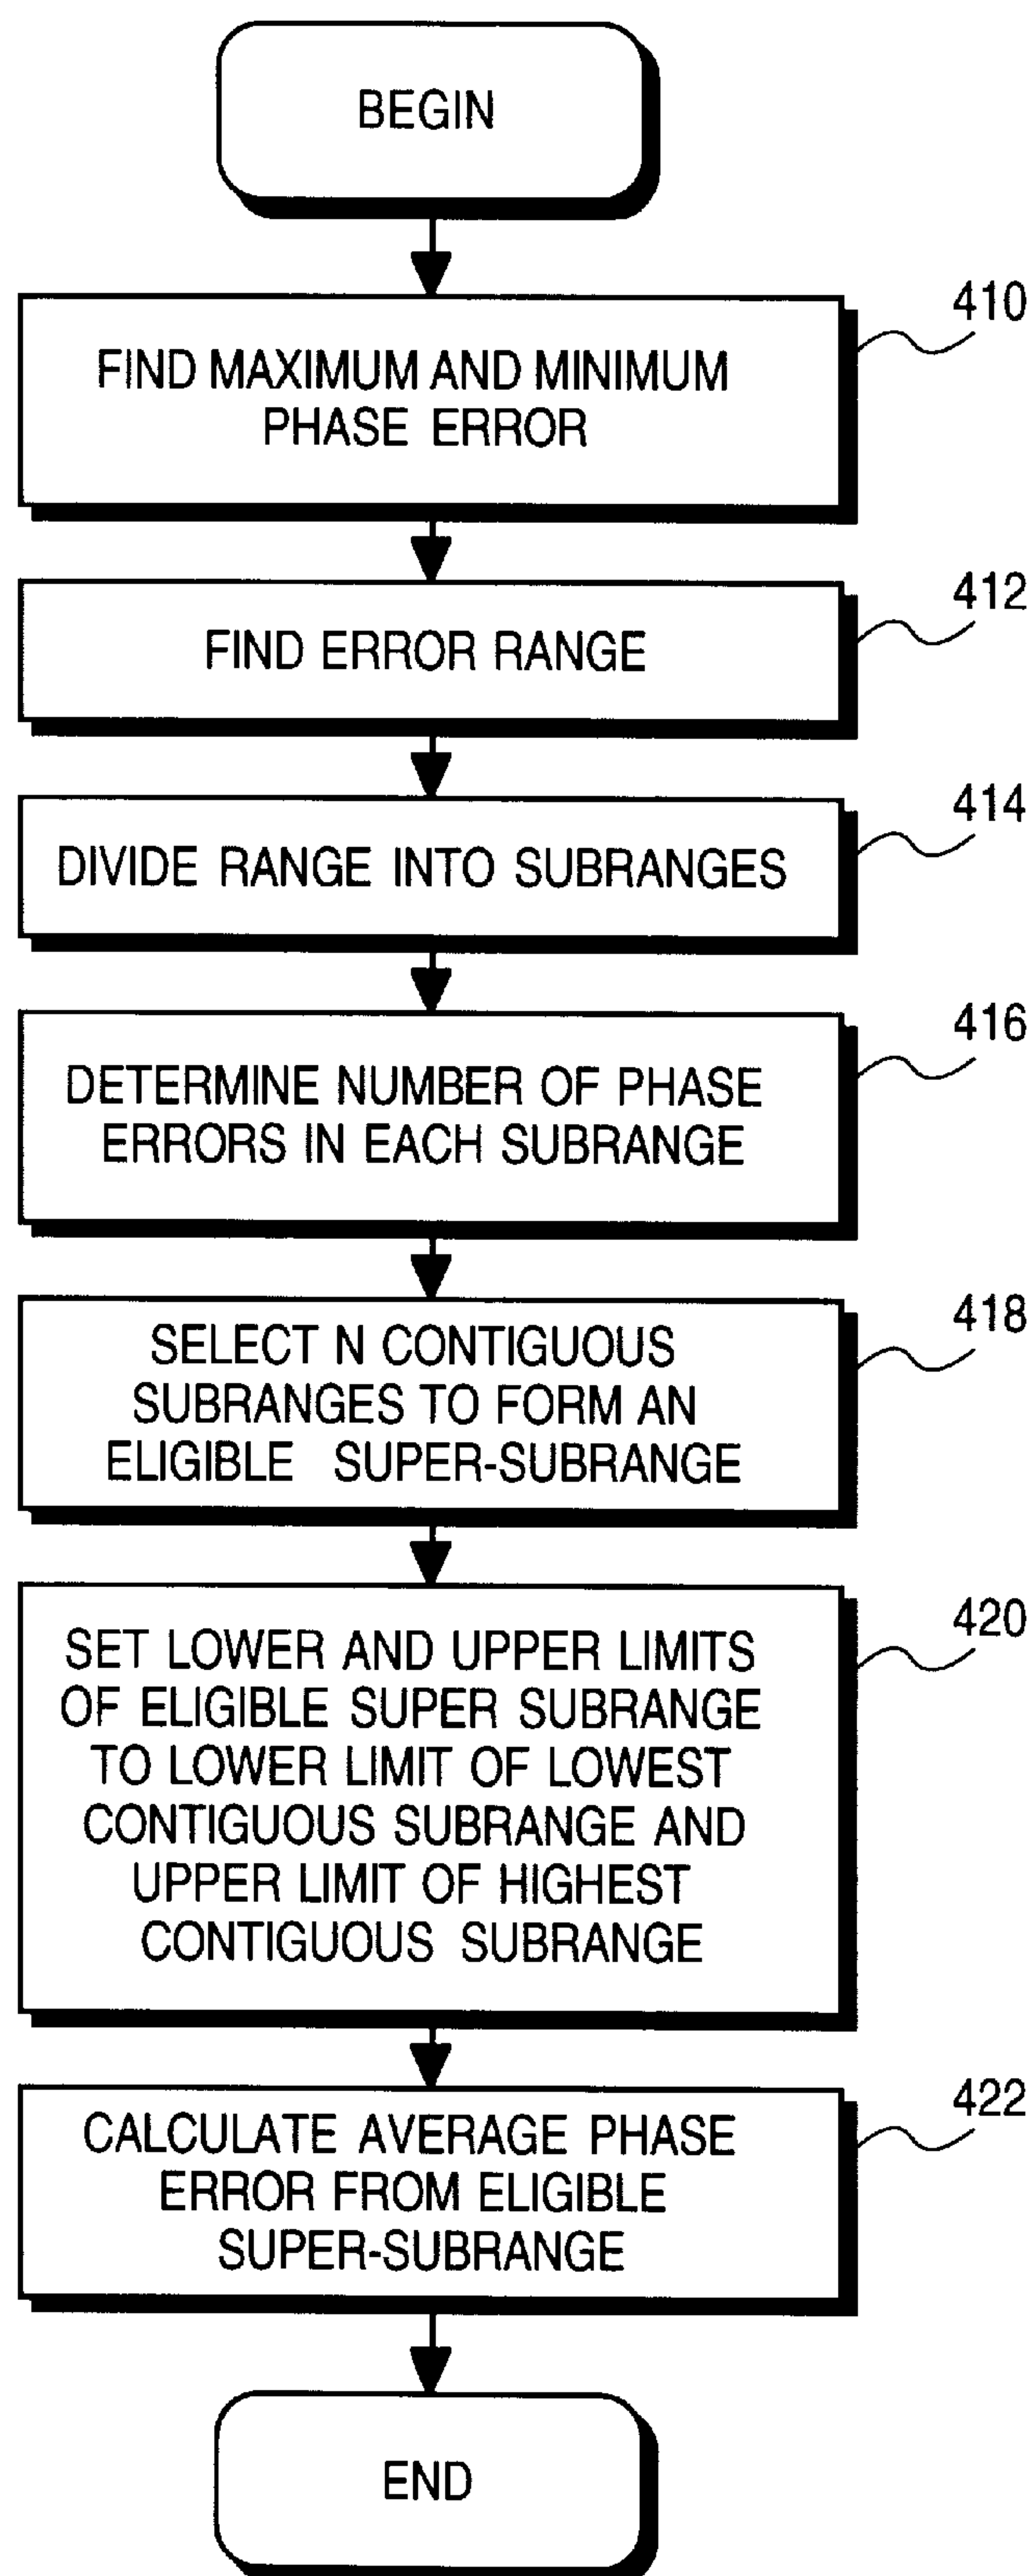 BEGIN
410
FIND MAXIMUM AND MINIMUM
PHASE ERROR
412
FIND ERROR RANGE
414
DIVIDE RANGE INTO SUBRANGES
416
DETERMINE NUMBER OF PHASE
ERRORS IN EACH SUBRANGE
418
SELECT N CONTIGUOUS
SUBRANGES TO FORM AN
ELIGIBLE SUPER-SUBRANGE
420
SET LOWER AND UPPER LIMITS
OF ELIGIBLE SUPER SUBRANGE
TO LOWER LIMIT OF LOWEST
CONTIGUOUS SUBRANGE AND
UPPER LIMIT OF HIGHEST
CONTIGUOUS SUBRANGE
422
CALCULATE AVERAGE PHASE
ERROR FROM ELIGIBLE
SUPER-SUBRANGE
END